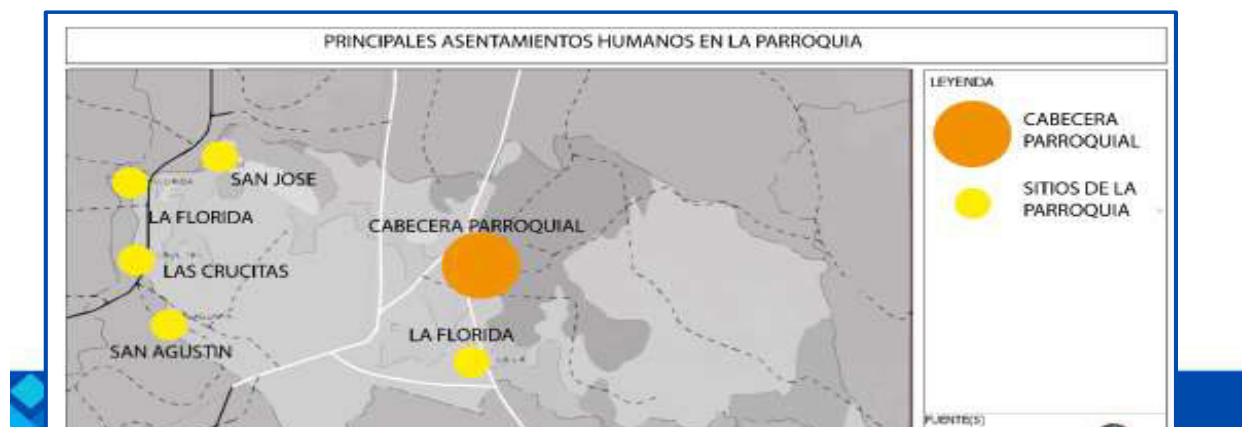 PRINCIPALES ASENTAMIENTOS HUMANOS EN LA PARROQUIA
LEYENDA
CABECERA
PARROQUIAL
SITIOS DE LA
PARROQUIA
SAN JOSE
LA FLORIDA
CABECERA PARROQUIAL
LAS CRUCITAS
LA FLORIDA
SAN AGUSTIN
FUENTE(S)